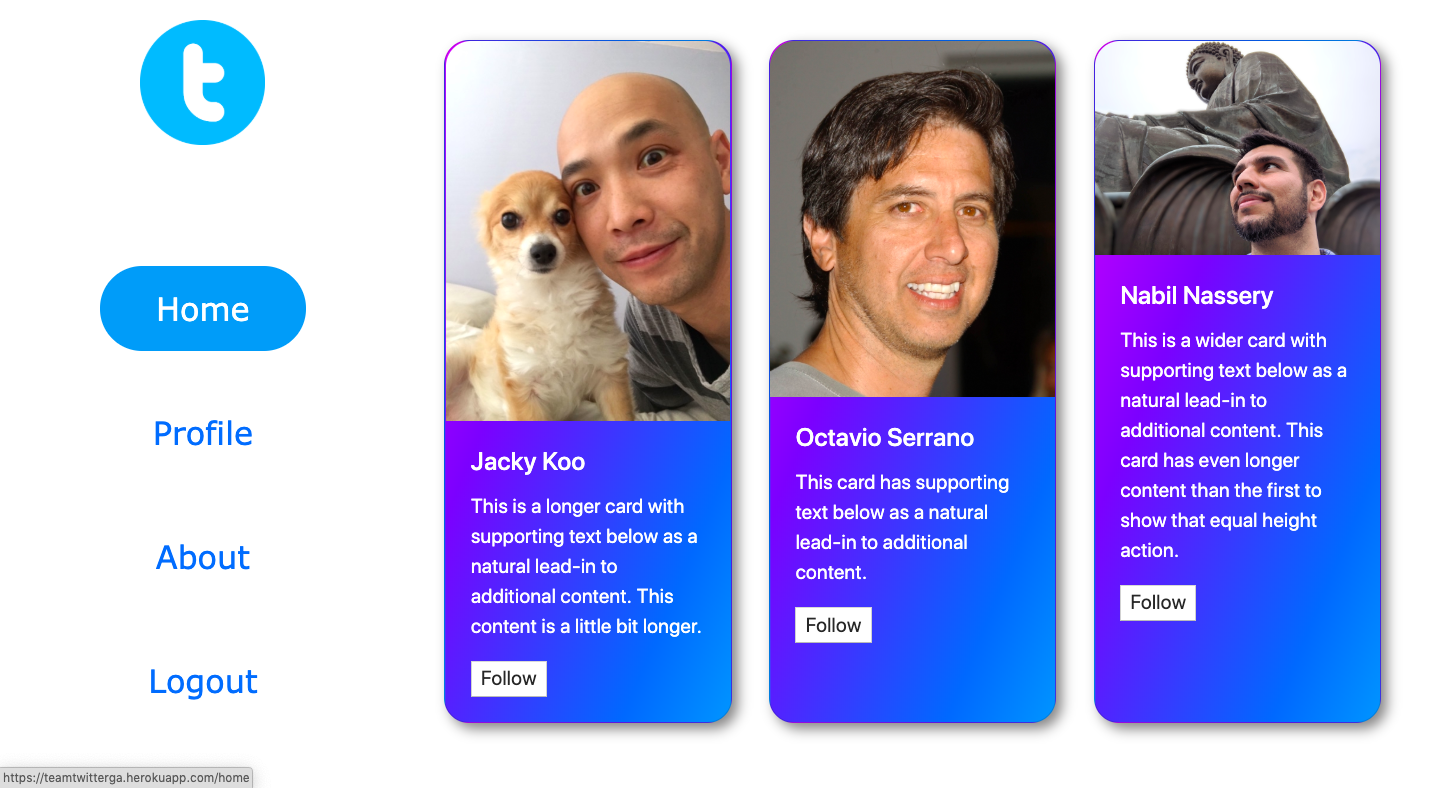 t
Home
Profile
About
Logout
Jacky Koo
This is a longer card with
supporting text below as a
natural lead-in to
additional content. This
content is a little bit longer.
Follow
Octavio Serrano
This card has supporting
text below as a natural
lead-in to additional
content.
Follow
Nabil Nassery
This is a wider card with
supporting text below as a
natural lead-in to
additional content. This
card has even longer
content than the first to
show that equal height
action.
Follow
https://teamtwitterga.herokuapp.com/home